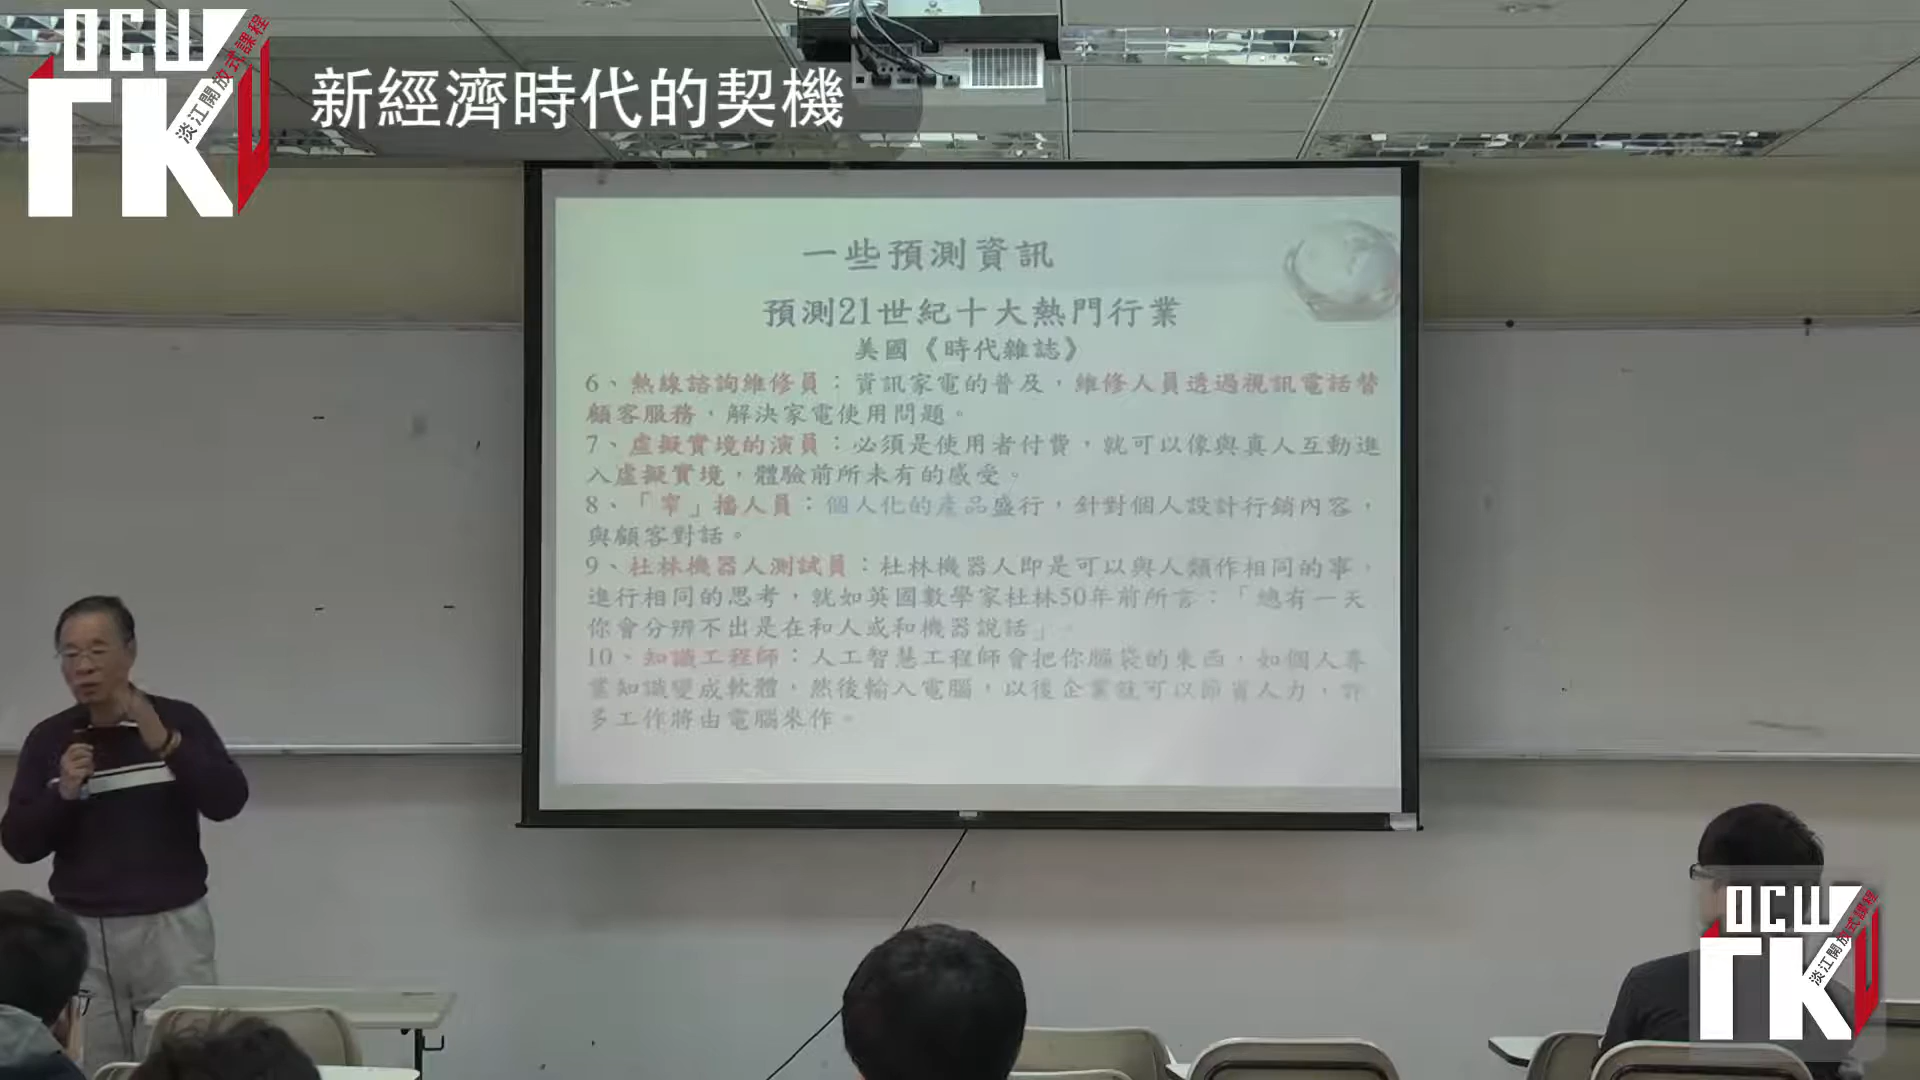 OCW
TKU
淡江開放式課程
新經濟時代的契機
一些預測資訊
預測21世紀十大熱門行業
美國《時代雜誌》
6、熱線諮詢維修員：資訊家電的普及，維修人員透過視訊電話替
顧客服務，解決家電使用問題。
7、虛擬實境的演員：必須是使用者付費，就可以像與真人互動進
入虛擬實境，體驗前所未有的感受。
8、「窄」播人員：個人化的產品盛行，針對個人設計行銷內容，
與顧客對話。
9、杜林機器人測試員：杜林機器人即是可以與人類作相同的事，
進行相同的思考，就如英國數學家杜林50年前所言：「總有一天
你會分辨不出是在和人或和機器說話」。
10、知識工程師：人工智慧工程師會把你腦袋的東西，如個人專
業知識變成軟體，然後輸入電腦，以後企業就可以節省人力，許
多工作將由電腦來作。
OCW
TKU
淡江開放式課程